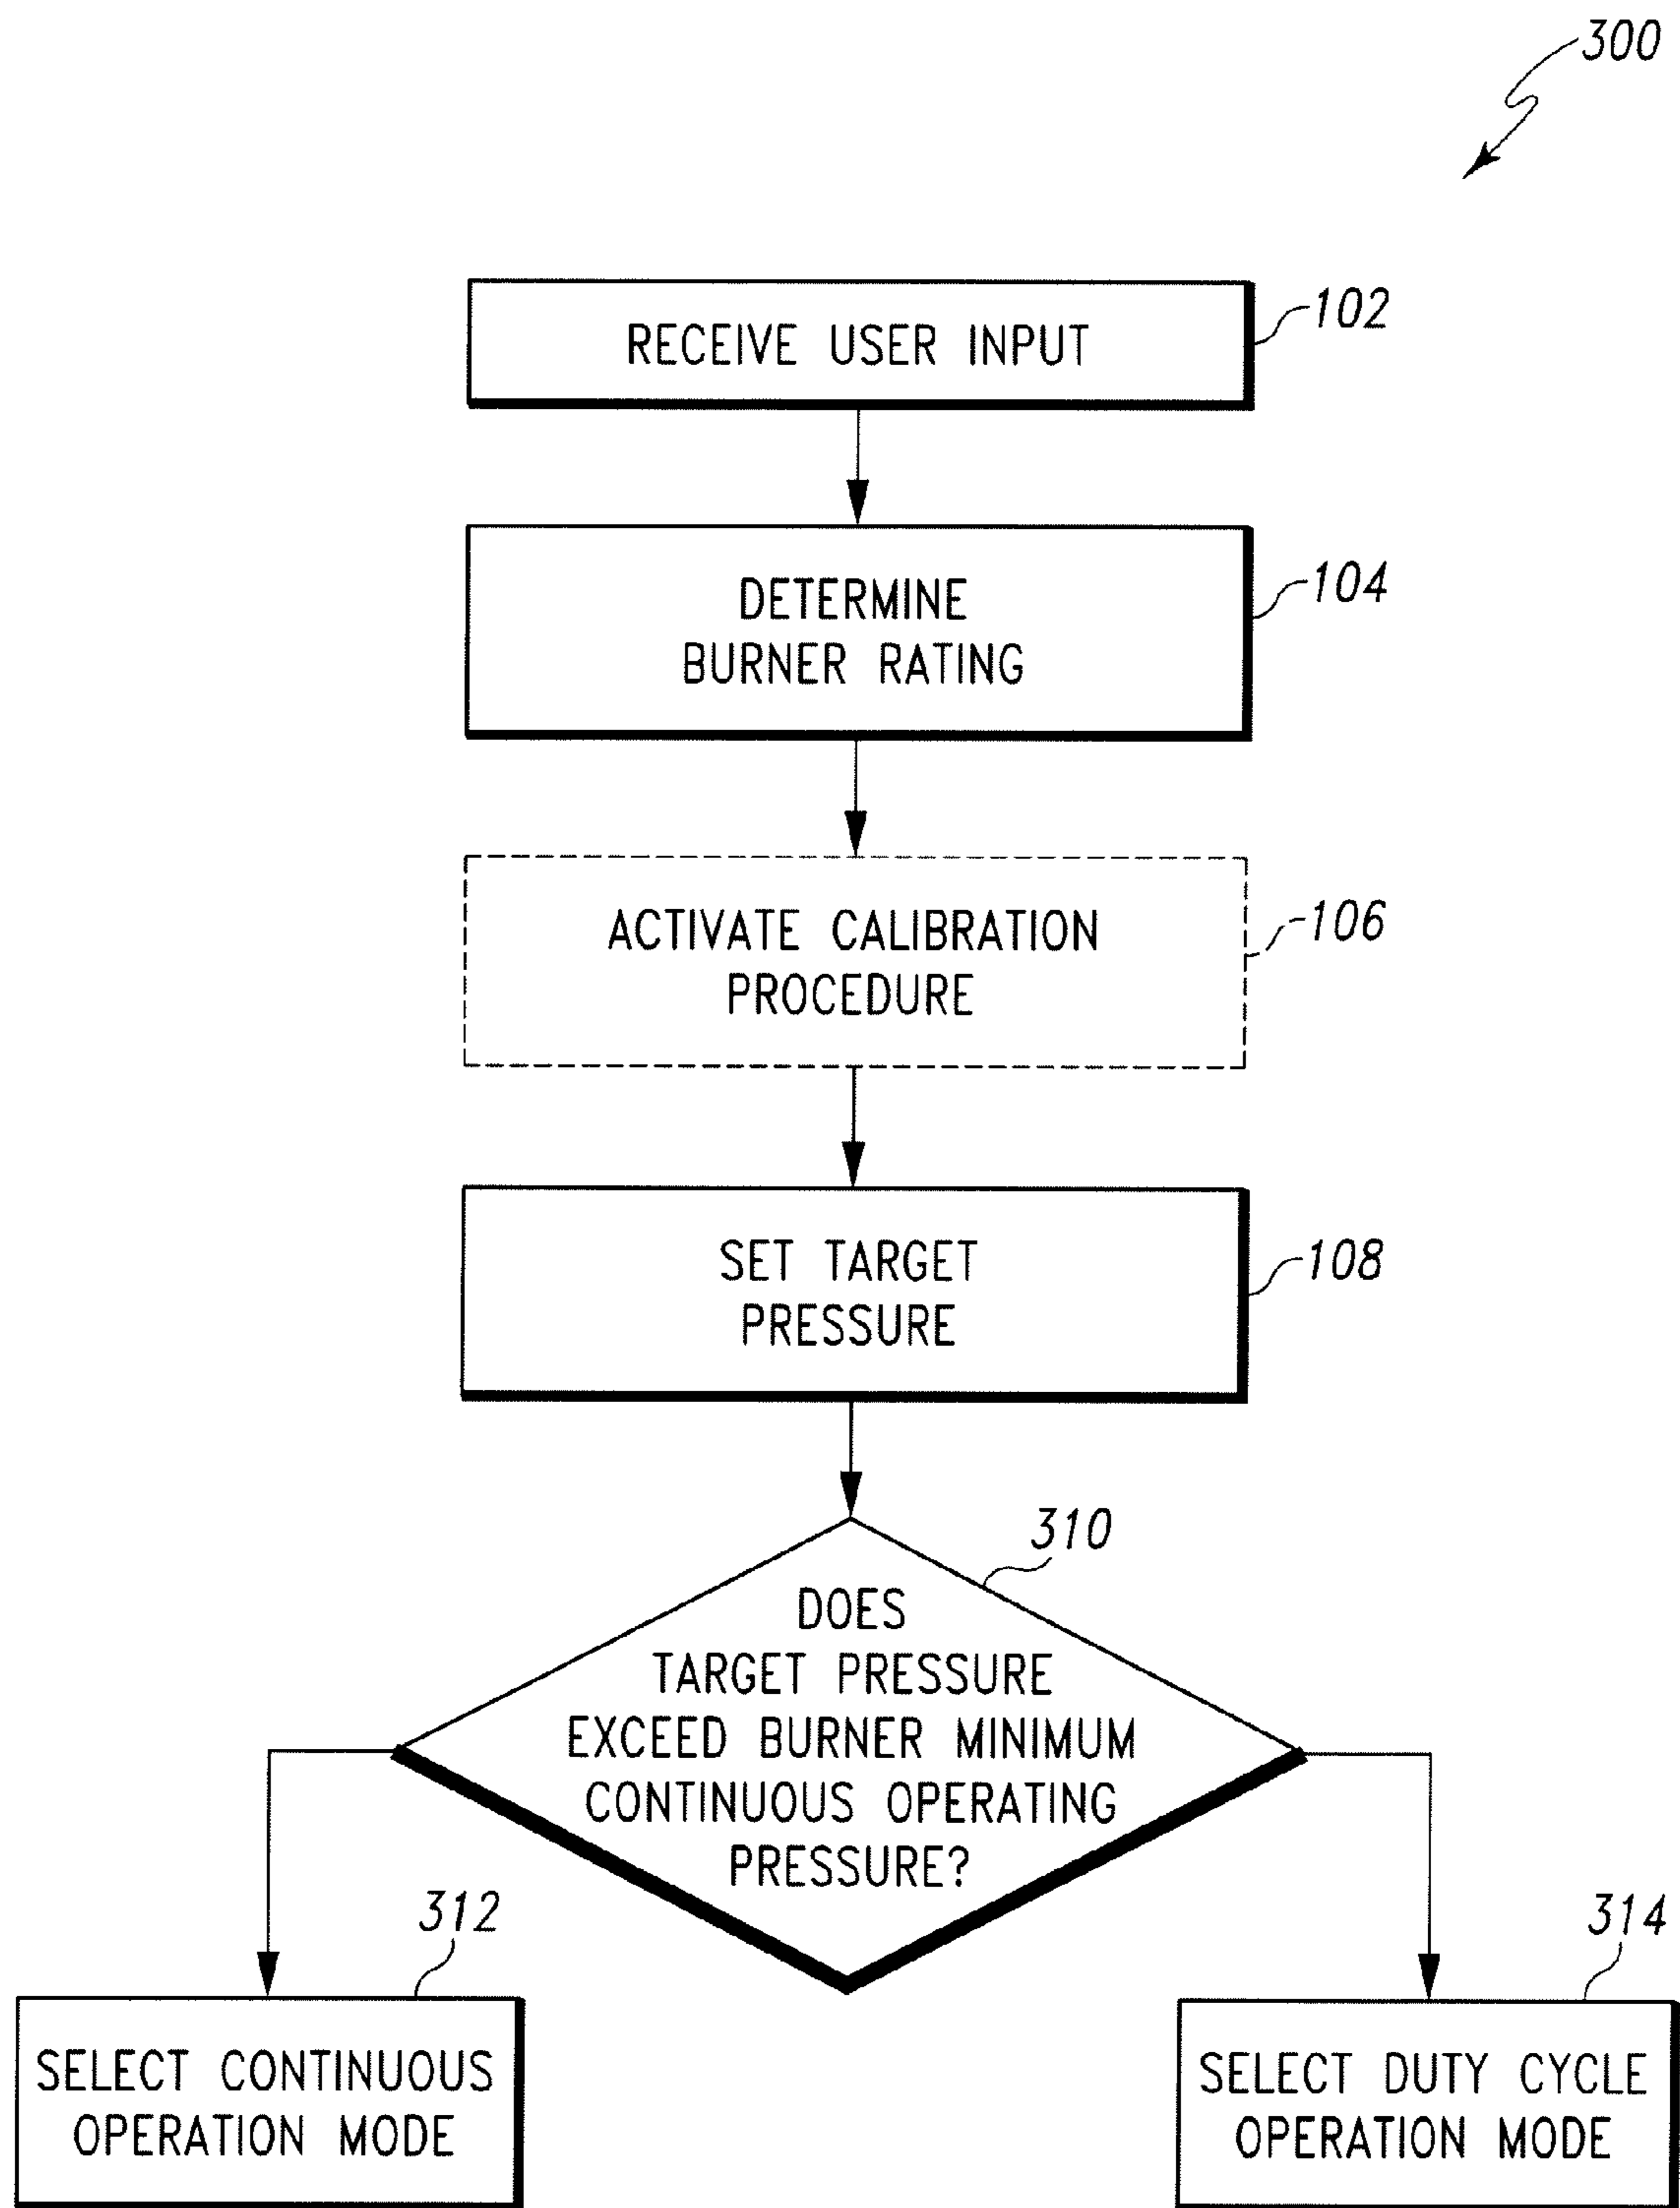 300
RECEIVE USER INPUT
102
DETERMINE
BURNER RATING
104
ACTIVATE CALIBRATION
PROCEDURE
106
SET TARGET
PRESSURE
108
310
DOES
TARGET PRESSURE
EXCEED BURNER MINIMUM
CONTINUOUS OPERATING
PRESSURE?
312
SELECT CONTINUOUS
OPERATION MODE
314
SELECT DUTY CYCLE
OPERATION MODE